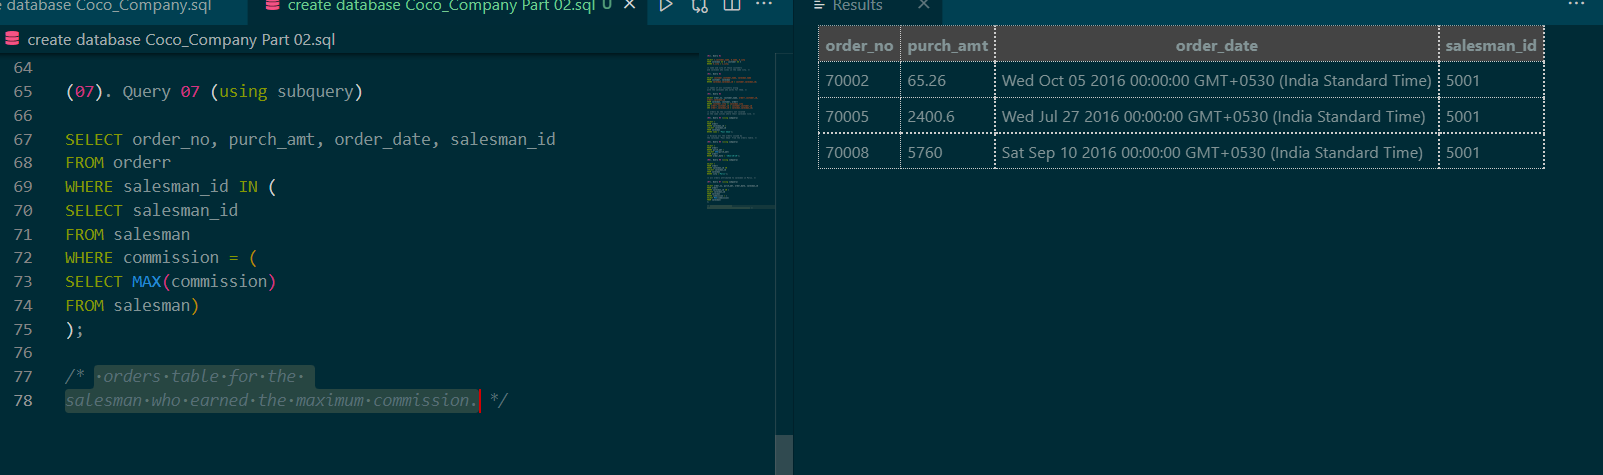 e database Coco_Company.sql
create database Coco_Company Part 02.sql U
create database Coco_Company Part 02.sql
64
65 (07). Query 07 (using subquery)
66
67 SELECT order_no, purch_amt, order_date, salesman_id
68 FROM orderr
69 WHERE salesman_id IN (
70 SELECT salesman_id
71 FROM salesman
72 WHERE commission = (
73 SELECT MAX(commission)
74 FROM salesman)
75 );
76
77 /* orders table for the
78 salesman who earned the maximum commission. */
Results
order_no purch_amt order_date salesman_id
70002 65.26 Wed Oct 05 2016 00:00:00 GMT+0530 (India Standard Time) 5001
70005 2400.6 Wed Jul 27 2016 00:00:00 GMT+0530 (India Standard Time) 5001
70008 5760 Sat Sep 10 2016 00:00:00 GMT+0530 (India Standard Time) 5001